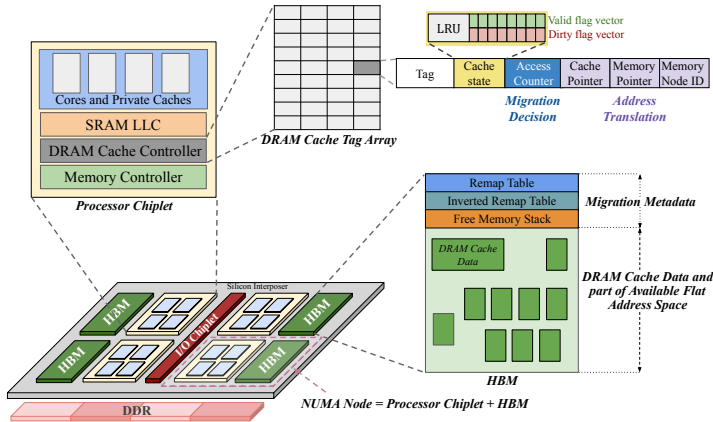 Cores and Private Caches
SRAM LLC
DRAM Cache Controller
Memory Controller
Processor Chiplet
DRAM Cache Tag Array
LRU
Valid flag vector
Dirty flag vector
Tag
Cache
state
Access
Counter
Cache
Pointer
Memory
Pointer
Memory
Node ID
Migration
Decision
Address
Translation
Remap Table
Inverted Remap Table
Free Memory Stack
Migration Metadata
DRAM Cache
Data
DRAM Cache Data and
part of Available Flat
Address Space
HBM
Silicon Interposer
HBM
HBM
I/O Chiplet
HBM
HBM
DDR
NUMA Node = Processor Chiplet + HBM